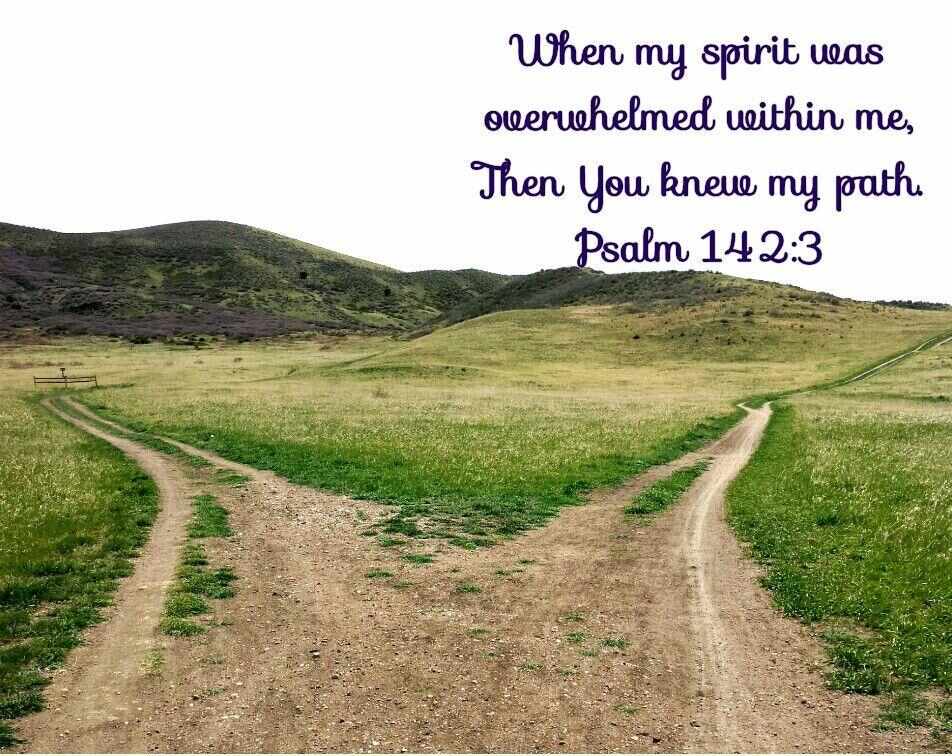 When my spirit was
overwhelmed within me,
Then You knew my path.
Psalm 142:3